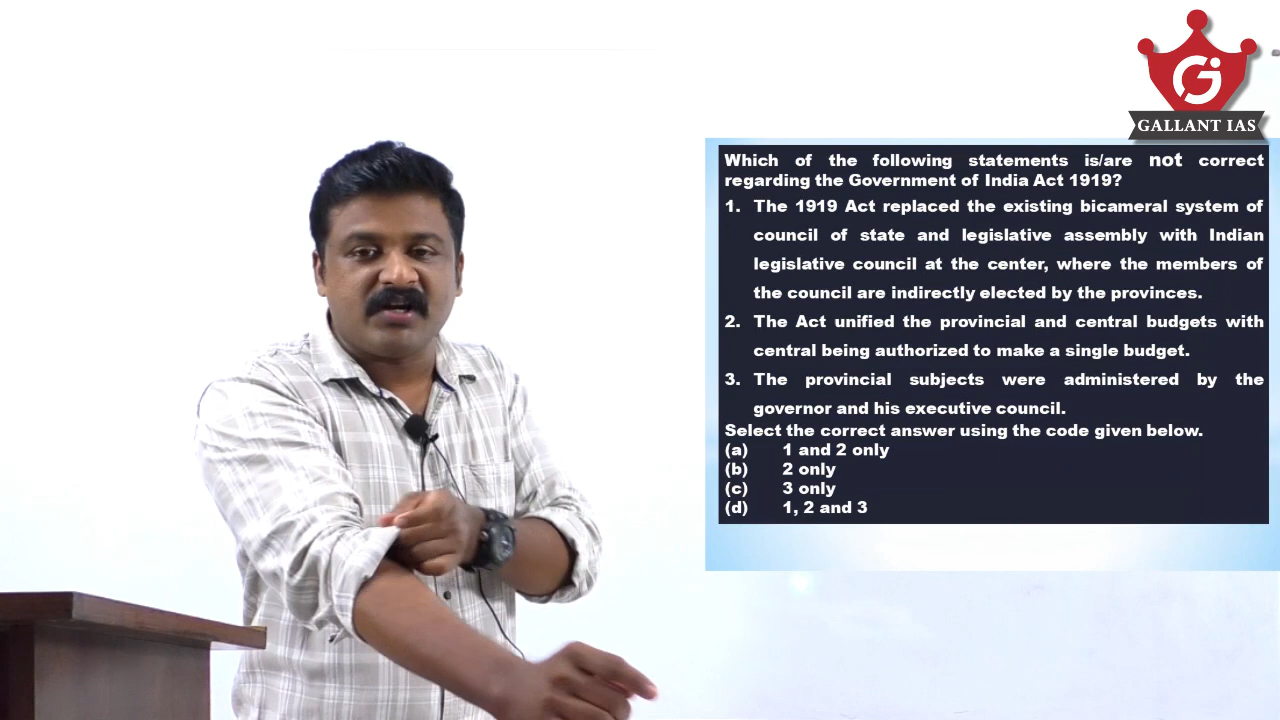 GALLANT IAS
Which of the following statements is/are not correct
regarding the Government of India Act 1919?
1. The 1919 Act replaced the existing bicameral system of
council of state and legislative assembly with Indian
legislative council at the center, where the members of
the council are indirectly elected by the provinces.
2. The Act unified the provincial and central budgets with
central being authorized to make a single budget.
3. The provincial subjects were administered by the
governor and his executive council.
Select the correct answer using the code given below.
(a) 1 and 2 only
(b) 2 only
(c) 3 only
(d) 1, 2 and 3